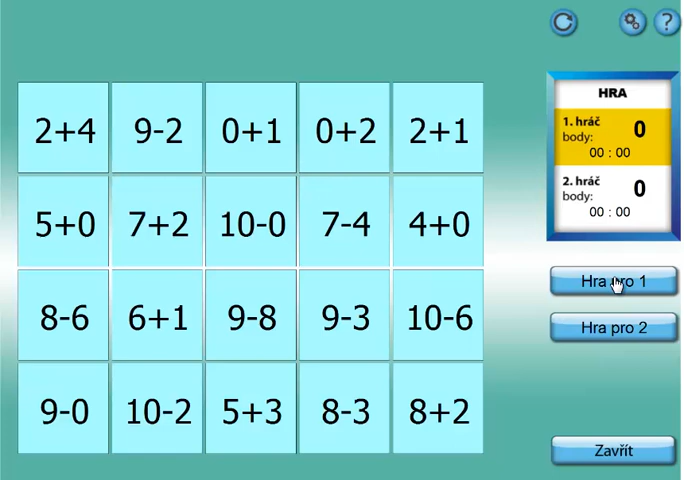 2+4 9-2 0+1 0+2 2+1
5+0 7+2 10-0 7-4 4+0
8-6 6+1 9-8 9-3 10-6
9-0 10-2 5+3 8-3 8+2
?
HRA
1. hráč
body: 0
00 : 00
2. hráč
body: 0
00 : 00
Hra pro 1
Hra pro 2
Zavřít